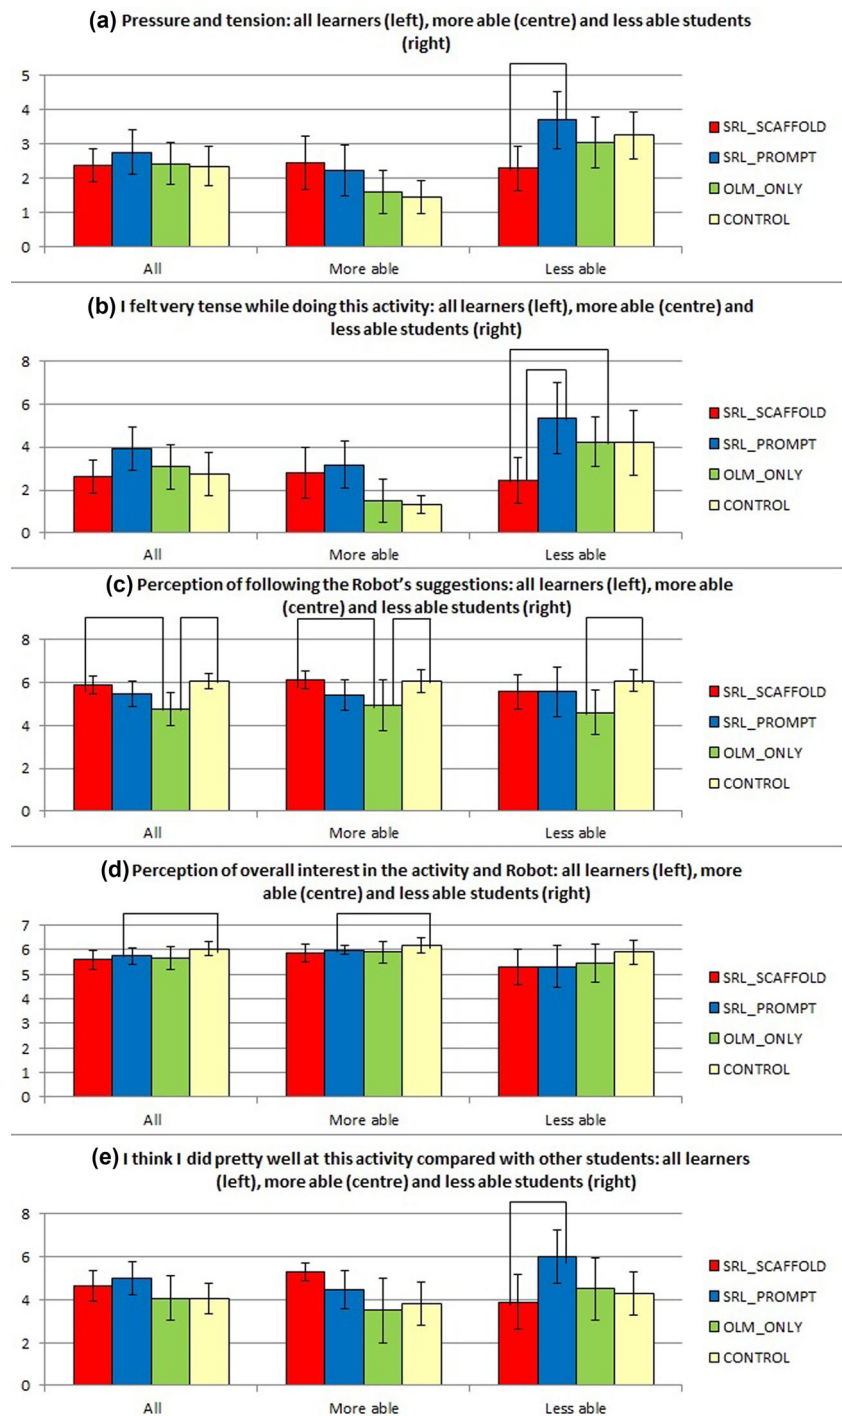 (a) Pressure and tension: all learners (left), more able (centre) and less able students
(right)
5
4
3
2
1
0
All
More able
Less able
SRL_SCAFFOLD
SRL_PROMPT
OLM_ONLY
CONTROL
(b) I felt very tense while doing this activity: all learners (left), more able (centre) and
less able students (right)
8
6
4
2
0
All
More able
Less able
SRL_SCAFFOLD
SRL_PROMPT
OLM_ONLY
CONTROL
(c) Perception of following the Robot's suggestions: all learners (left), more able
(centre) and less able students (right)
8
6
4
2
0
All
More able
Less able
SRL_SCAFFOLD
SRL_PROMPT
OLM_ONLY
CONTROL
(d) Perception of overall interest in the activity and Robot: all learners (left), more
able (centre) and less able students (right)
7
6
5
4
3
2
1
0
All
More able
Less able
SRL_SCAFFOLD
SRL_PROMPT
OLM_ONLY
CONTROL
(e) I think I did pretty well at this activity compared with other students: all learners
(left), more able (centre) and less able students (right)
8
6
4
2
0
All
More able
Less able
SRL_SCAFFOLD
SRL_PROMPT
OLM_ONLY
CONTROL